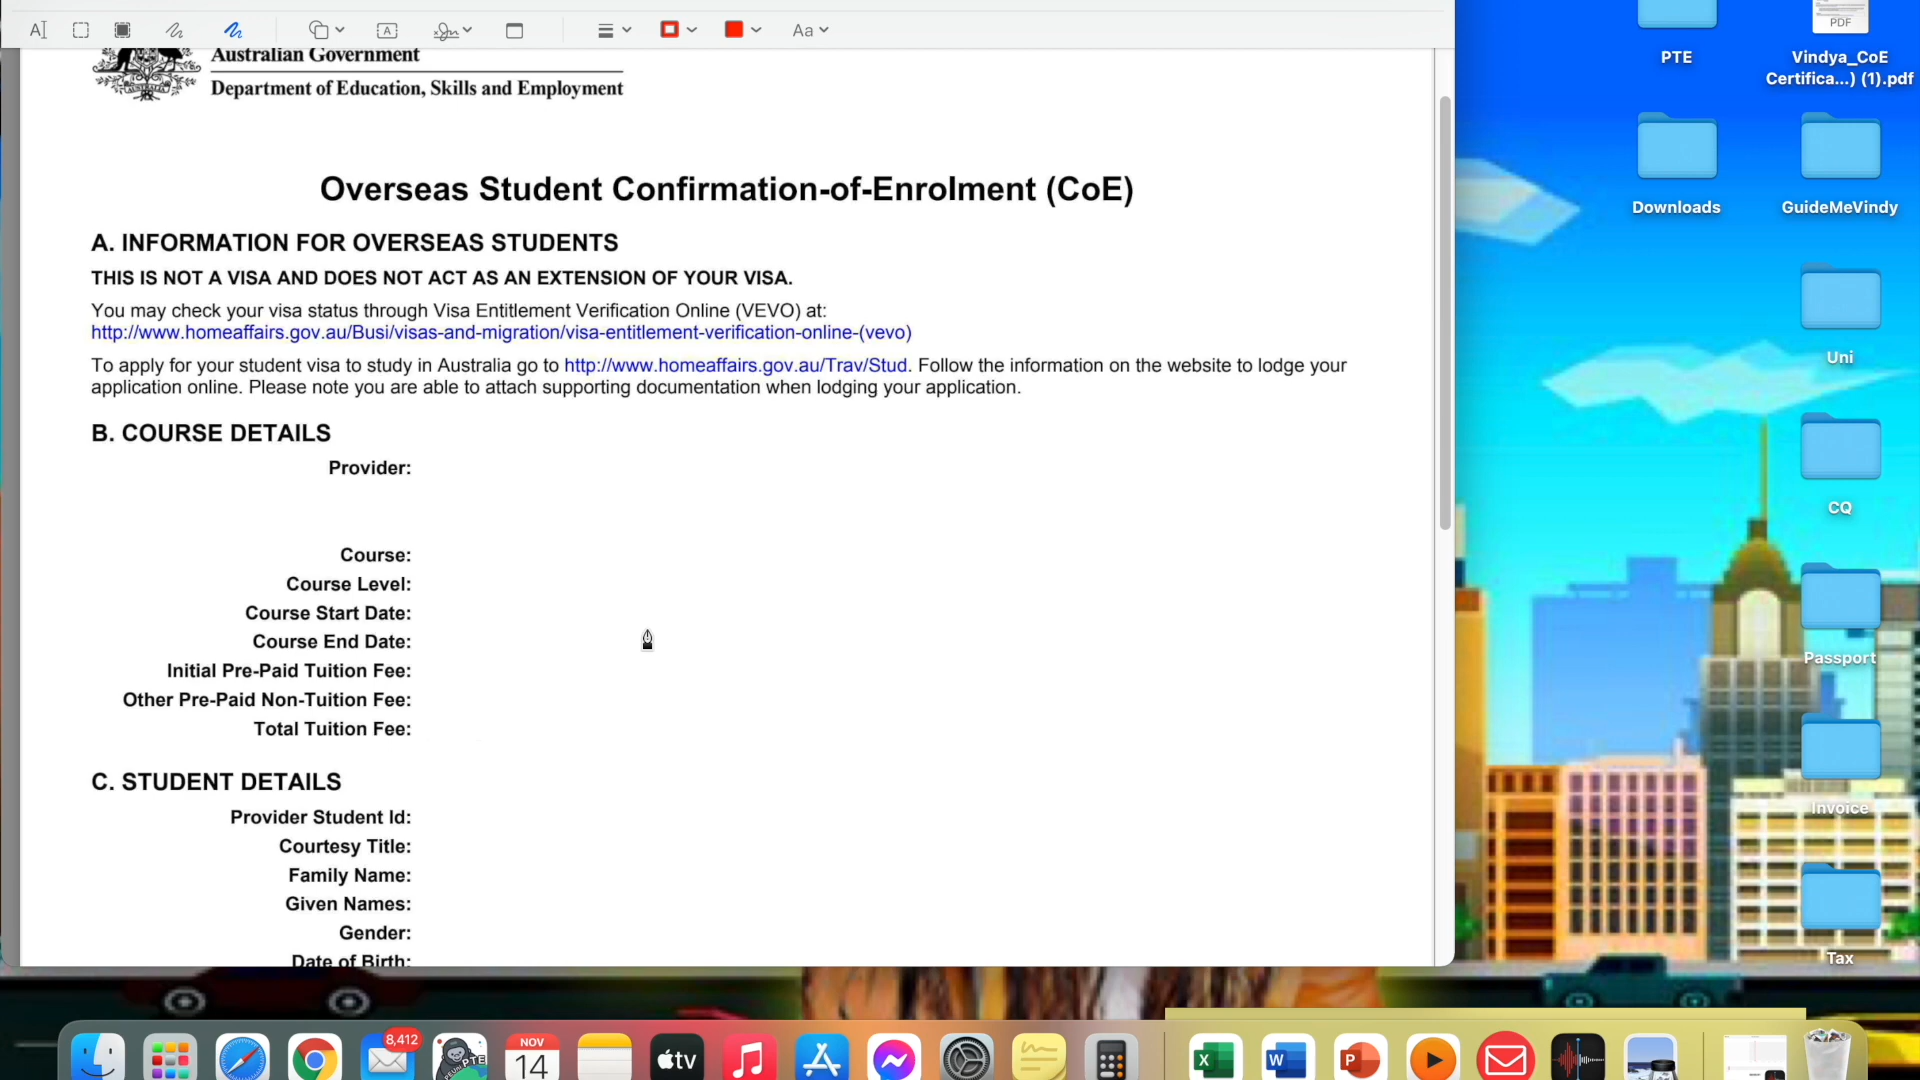 AI
A
Aa
PTE
PDF
Vindya_CoE
Certifica...) (1).pdf
Australian Government
Department of Education, Skills and Employment
Overseas Student Confirmation-of-Enrolment (CoE)
A. INFORMATION FOR OVERSEAS STUDENTS
THIS IS NOT A VISA AND DOES NOT ACT AS AN EXTENSION OF YOUR VISA.
You may check your visa status through Visa Entitlement Verification Online (VEVO) at:
http://www.homeaffairs.gov.au/Busi/visas-and-migration/visa-entitlement-verification-online-(vevo)
To apply for your student visa to study in Australia go to http://www.homeaffairs.gov.au/Trav/Stud. Follow the information on the website to lodge your
application online. Please note you are able to attach supporting documentation when lodging your application.
B. COURSE DETAILS
Provider:
Course:
Course Level:
Course Start Date:
Course End Date:
Initial Pre-Paid Tuition Fee:
Other Pre-Paid Non-Tuition Fee:
Total Tuition Fee:
C. STUDENT DETAILS
Provider Student Id:
Courtesy Title:
Family Name:
Given Names:
Gender:
Date of Birth:
Downloads
GuideMeVindy
Uni
CQ
Passport
Invoice
Tax
8,412
PTE
NOV
14
tv
X
W
P